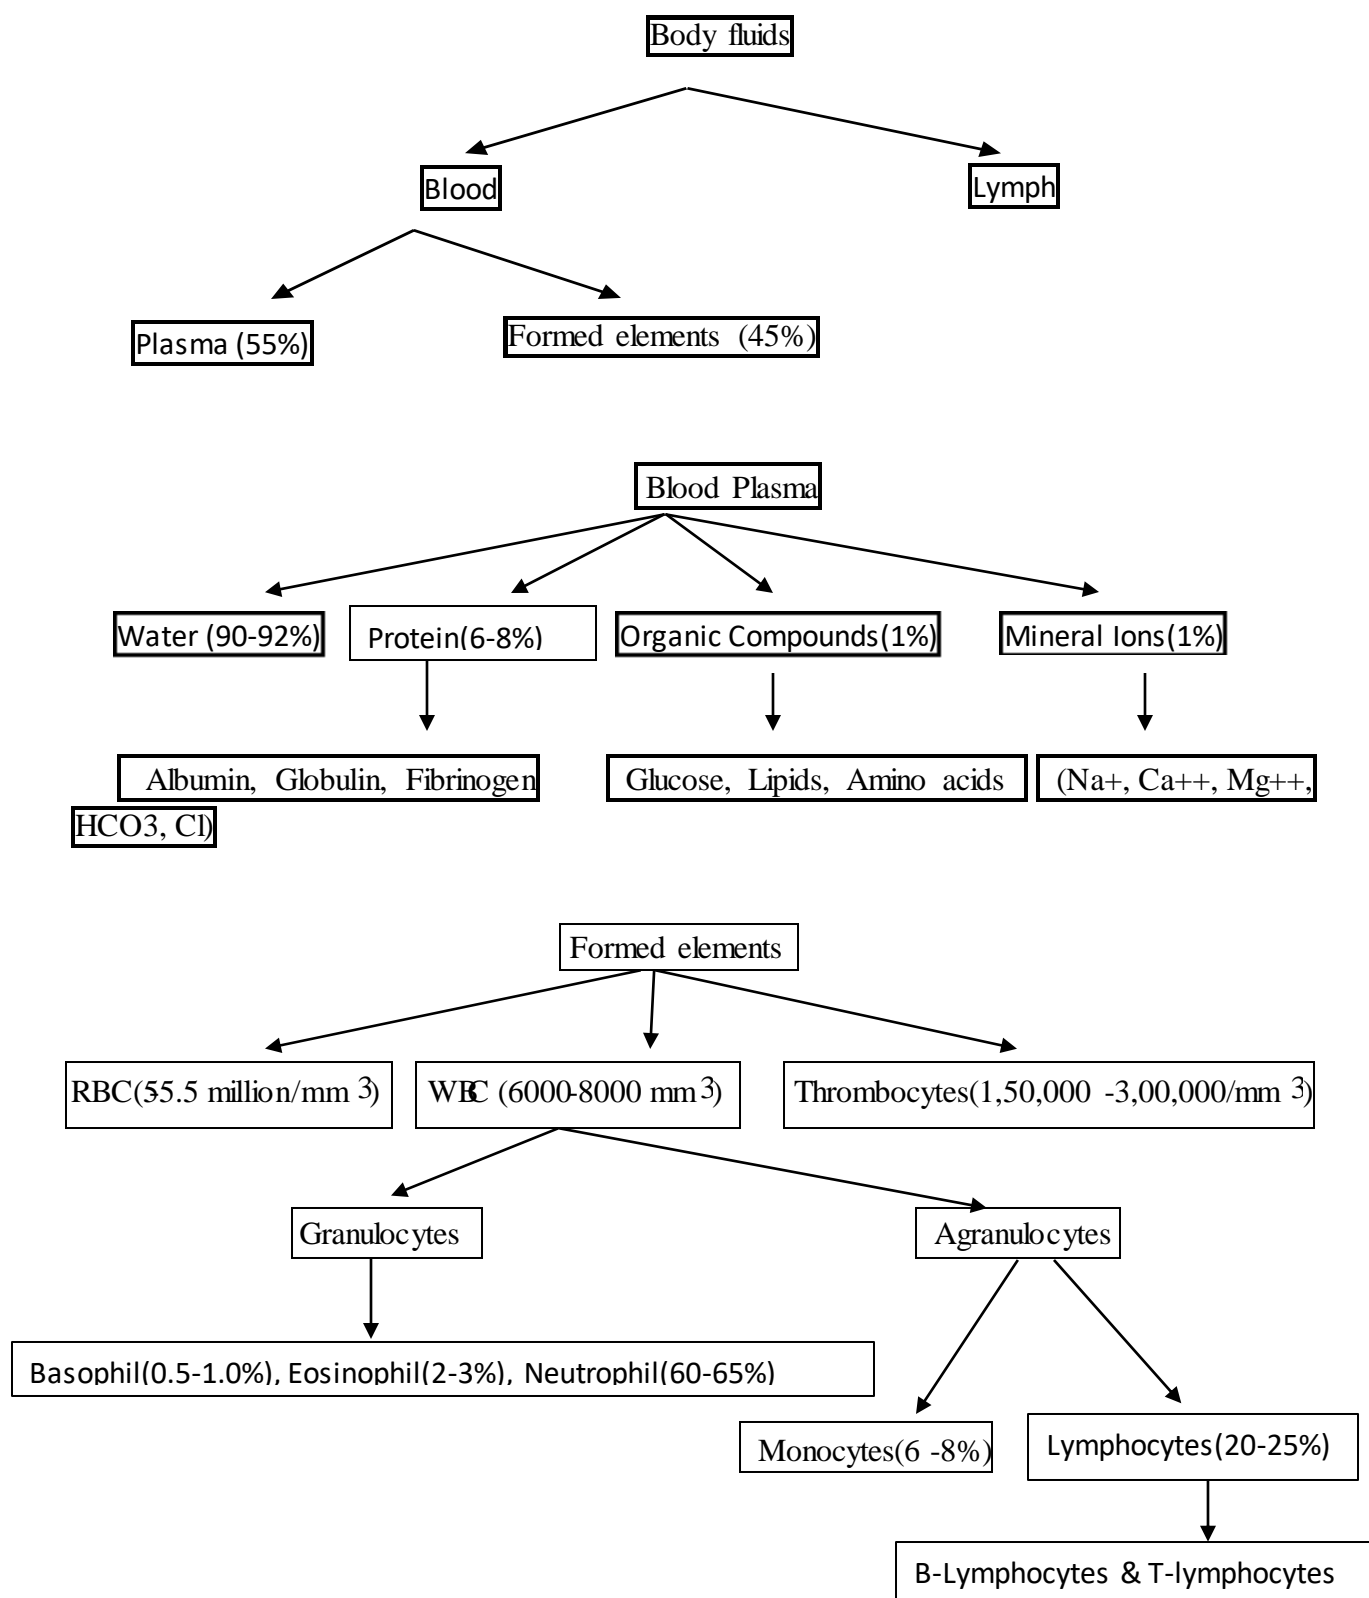 Body fluids
Blood
Lymph
Plasma (55%)
Formed elements (45%)
Blood Plasma
Water (90-92%)
Protein(6-8%)
Organic Compounds(1%)
Mineral Ions(1%)
Albumin, Globulin, Fibrinogen
Glucose, Lipids, Amino acids
(Na+, Ca++, Mg++,
HCO3, Cl)
Formed elements
RBC(5-5.5 million/mm 3)
WBC (6000-8000 mm 3)
Thrombocytes(1,50,000 -3,00,000/mm 3)
Granulocytes
Agranulocytes
Basophil(0.5-1.0%), Eosinophil(2-3%), Neutrophil(60-65%)
Monocytes(6 -8%)
Lymphocytes(20-25%)
B-Lymphocytes & T-lymphocytes